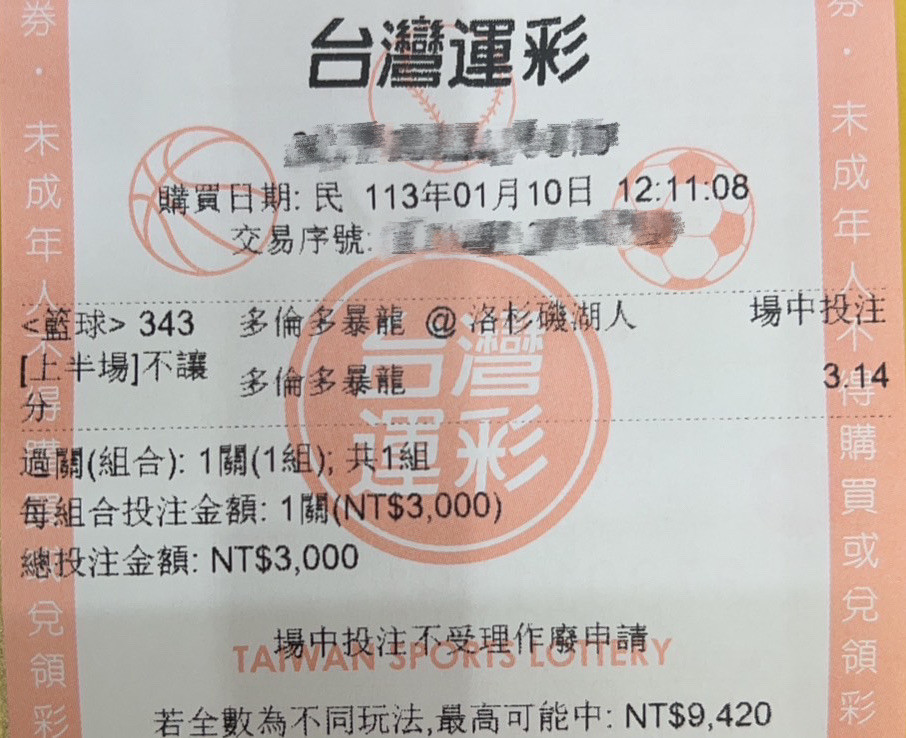 台灣運彩
購買日期: 民 113年01月10日 12:11:08
交易序號:
<籃球> 343 多倫多暴龍 @ 洛杉磯湖人 場中投注
[上半場]不讓分 多倫多暴龍 3.14
台灣運彩
過關(組合): 1關(1組); 共1組
每組合投注金額: 1關(NT$3,000)
總投注金額: NT$3,000
場中投注不受理作廢申請
TAIWAN SPORTS LOTTERY
若全數為不同玩法,最高可能中: NT$9,420
券・未成年人不得購買或兌領彩
券・未成年人不得購買或兌領彩